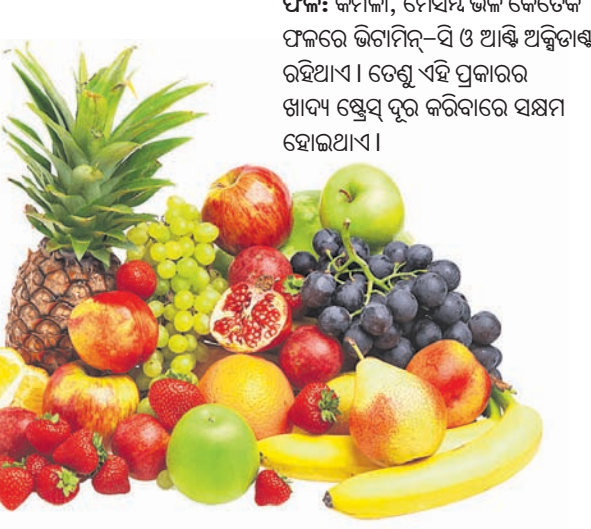 ଫଳ: କମଳା, ମୋସମ୍ବି ଭଳି କେତେକ
ଫଳରେ ଭିଟାମିନ୍-ସି ଓ ଆଣ୍ଟି ଅକ୍ସିଡାଣ୍ଟ
ରହିଥାଏ । ତେଣୁ ଏହି ପ୍ରକାରର
ଖାଦ୍ୟ ଷ୍ଟ୍ରେସ୍ ଦୂର କରିବାରେ ସକ୍ଷମ
ହୋଇଥାଏ ।